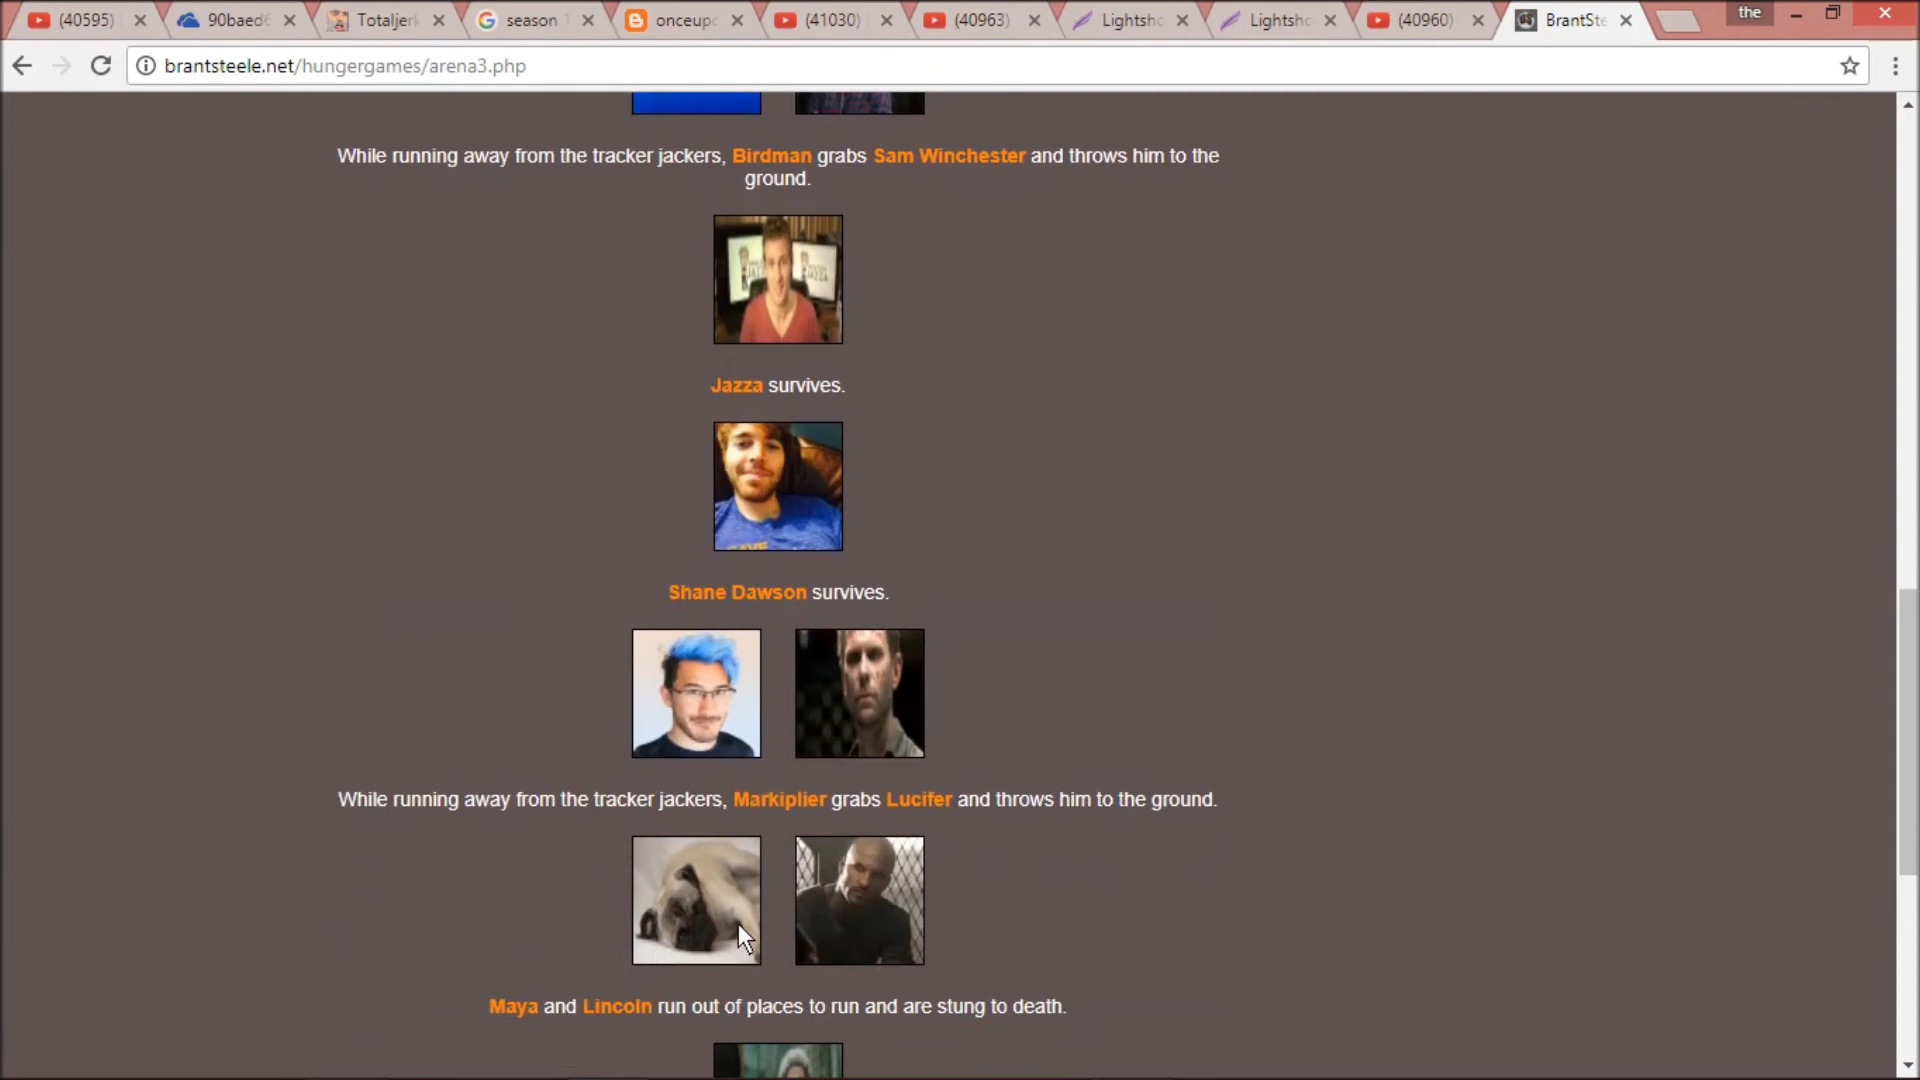 (40595)
90baed6
Totaljerk
season
onceupo
(41030)
(40963)
Lightsho
Lightsho
(40960)
BrantSte
the
brantsteele.net/hungergames/arena3.php
While running away from the tracker jackers, Birdman grabs Sam Winchester and throws him to the
ground.
Jazza survives.
Shane Dawson survives.
While running away from the tracker jackers, Markiplier grabs Lucifer and throws him to the ground.
Maya and Lincoln run out of places to run and are stung to death.